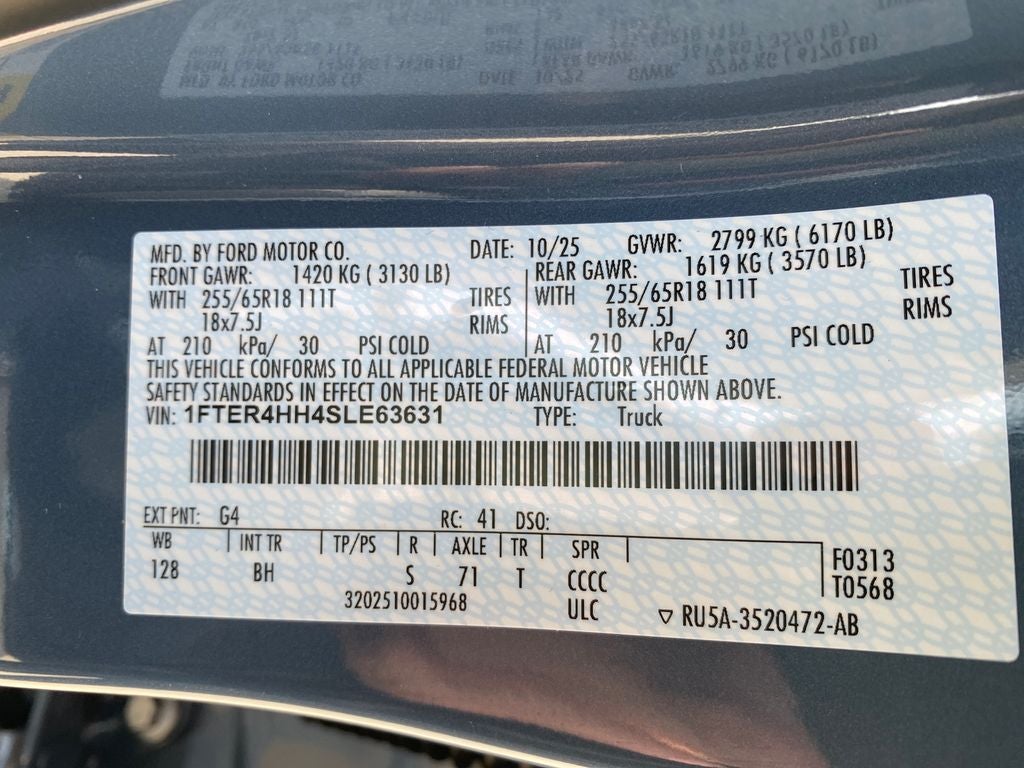 MFD. BY FORD MOTOR CO. DATE: 10/25 GVWR: 2799 KG ( 6170 LB)
FRONT GAWR: 1420 KG ( 3130 LB) REAR GAWR: 1619 KG ( 3570 LB)
WITH 255/65R18 111T TIRES WITH 255/65R18 111T TIRES
18x7.5J RIMS 18x7.5J RIMS
AT 210 kPa/ 30 PSI COLD AT 210 kPa/ 30 PSI COLD
THIS VEHICLE CONFORMS TO ALL APPLICABLE FEDERAL MOTOR VEHICLE
SAFETY STANDARDS IN EFFECT ON THE DATE OF MANUFACTURE SHOWN ABOVE.
VIN: 1FTER4HH4SLE63631 TYPE: Truck
EXT PNT: G4 RC: 41 DSO:
WB INT TR TP/PS R AXLE TR SPR F0313
128 BH S 71 T CCCC T0568
3202510015968 ULC ▽ RU5A-3520472-AB